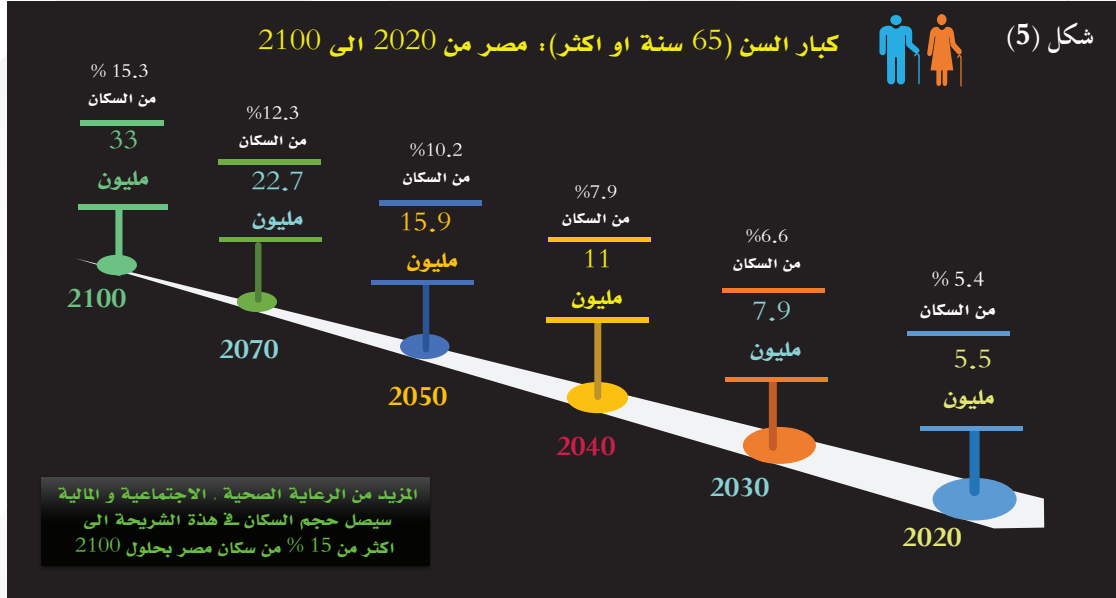 شكل (5)
كبار السن (65 سنة او اكثر): مصر من 2020 الى 2100
% 5.4
من السكان
5.5
مليون
2020
%6.6
من السكان
7.9
مليون
2030
%7.9
من السكان
11
مليون
2040
%10.2
من السكان
15.9
مليون
2050
%12.3
من السكان
22.7
مليون
2070
% 15.3
من السكان
33
مليون
2100
المزيد من الرعاية الصحية , الاجتماعية و المالية
سيصل حجم السكان في هذة الشريحة الى
اكثر من 15 % من سكان مصر بحلول 2100